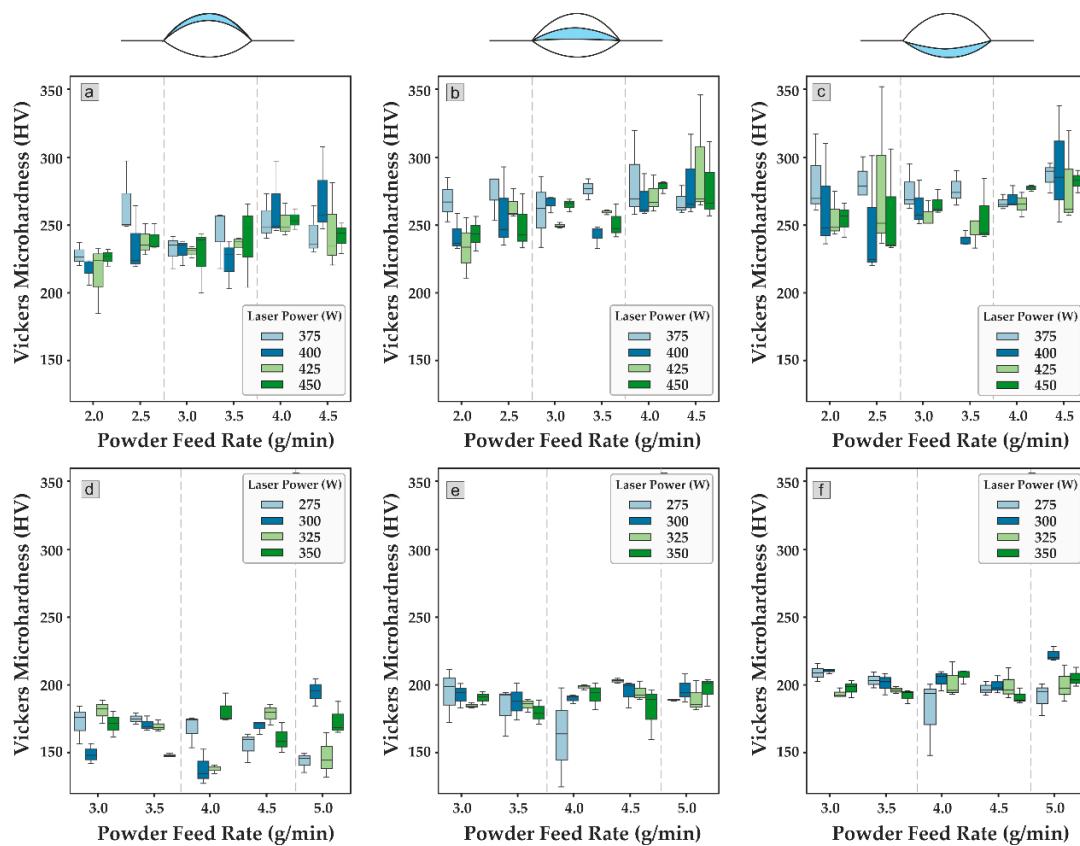 a
350
300
250
200
150
Vickers Microhardness (HV)
Laser Power (W)
375
400
425
450
2.0 2.5 3.0 3.5 4.0 4.5
Powder Feed Rate (g/min)
b
350
300
250
200
150
Vickers Microhardness (HV)
Laser Power (W)
375
400
425
450
2.0 2.5 3.0 3.5 4.0 4.5
Powder Feed Rate (g/min)
c
350
300
250
200
150
Vickers Microhardness (HV)
Laser Power (W)
375
400
425
450
2.0 2.5 3.0 3.5 4.0 4.5
Powder Feed Rate (g/min)
d
350
300
250
200
150
Vickers Microhardness (HV)
Laser Power (W)
275
300
325
350
3.0 3.5 4.0 4.5 5.0
Powder Feed Rate (g/min)
e
350
300
250
200
150
Vickers Microhardness (HV)
Laser Power (W)
275
300
325
350
3.0 3.5 4.0 4.5 5.0
Powder Feed Rate (g/min)
f
350
300
250
200
150
Vickers Microhardness (HV)
Laser Power (W)
275
300
325
350
3.0 3.5 4.0 4.5 5.0
Powder Feed Rate (g/min)